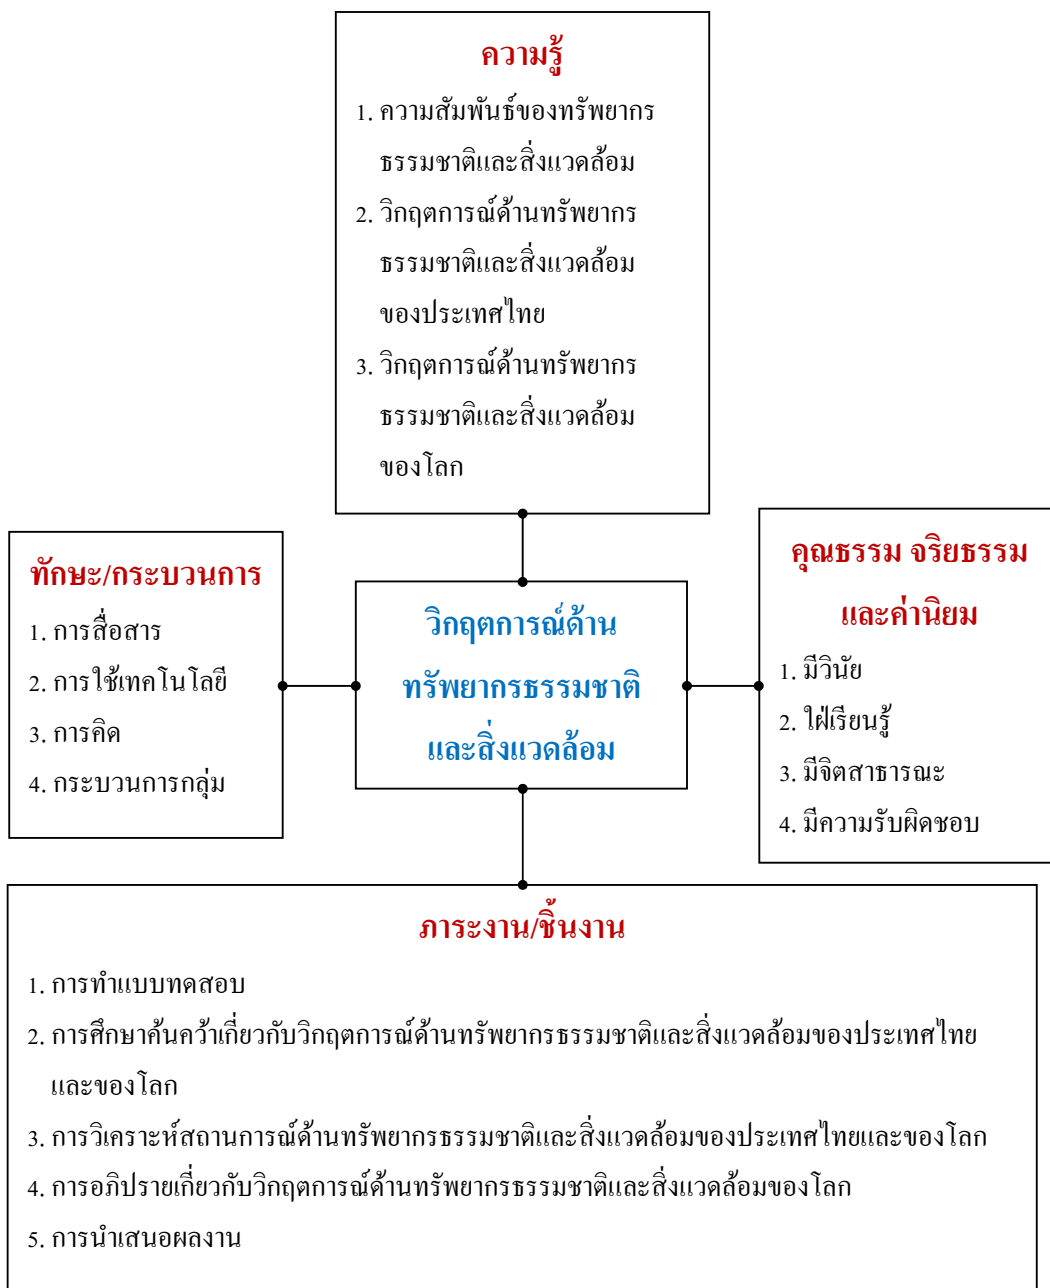 ความรู้
1. ความสัมพันธ์ของทรัพยากร
ธรรมชาติและสิ่งแวดล้อม
2. วิกฤตการณ์ด้านทรัพยากร
ธรรมชาติและสิ่งแวดล้อม
ของประเทศไทย
3. วิกฤตการณ์ด้านทรัพยากร
ธรรมชาติและสิ่งแวดล้อม
ของโลก
ทักษะ/กระบวนการ
1. การสื่อสาร
2. การใช้เทคโนโลยี
3. การคิด
4. กระบวนการกลุ่ม
วิกฤตการณ์ด้าน
ทรัพยากรธรรมชาติ
และสิ่งแวดล้อม
คุณธรรม จริยธรรม
และค่านิยม
1. มีวินัย
2. ใฝ่เรียนรู้
3. มีจิตสาธารณะ
4. มีความรับผิดชอบ
ภาระงาน/ชิ้นงาน
1. การทำแบบทดสอบ
2. การศึกษาค้นคว้าเกี่ยวกับวิกฤตการณ์ด้านทรัพยากรธรรมชาติและสิ่งแวดล้อมของประเทศไทย
และของโลก
3. การวิเคราะห์สถานการณ์ด้านทรัพยากรธรรมชาติและสิ่งแวดล้อมของประเทศไทยและของโลก
4. การอภิปรายเกี่ยวกับวิกฤตการณ์ด้านทรัพยากรธรรมชาติและสิ่งแวดล้อมของโลก
5. การนำเสนอผลงาน